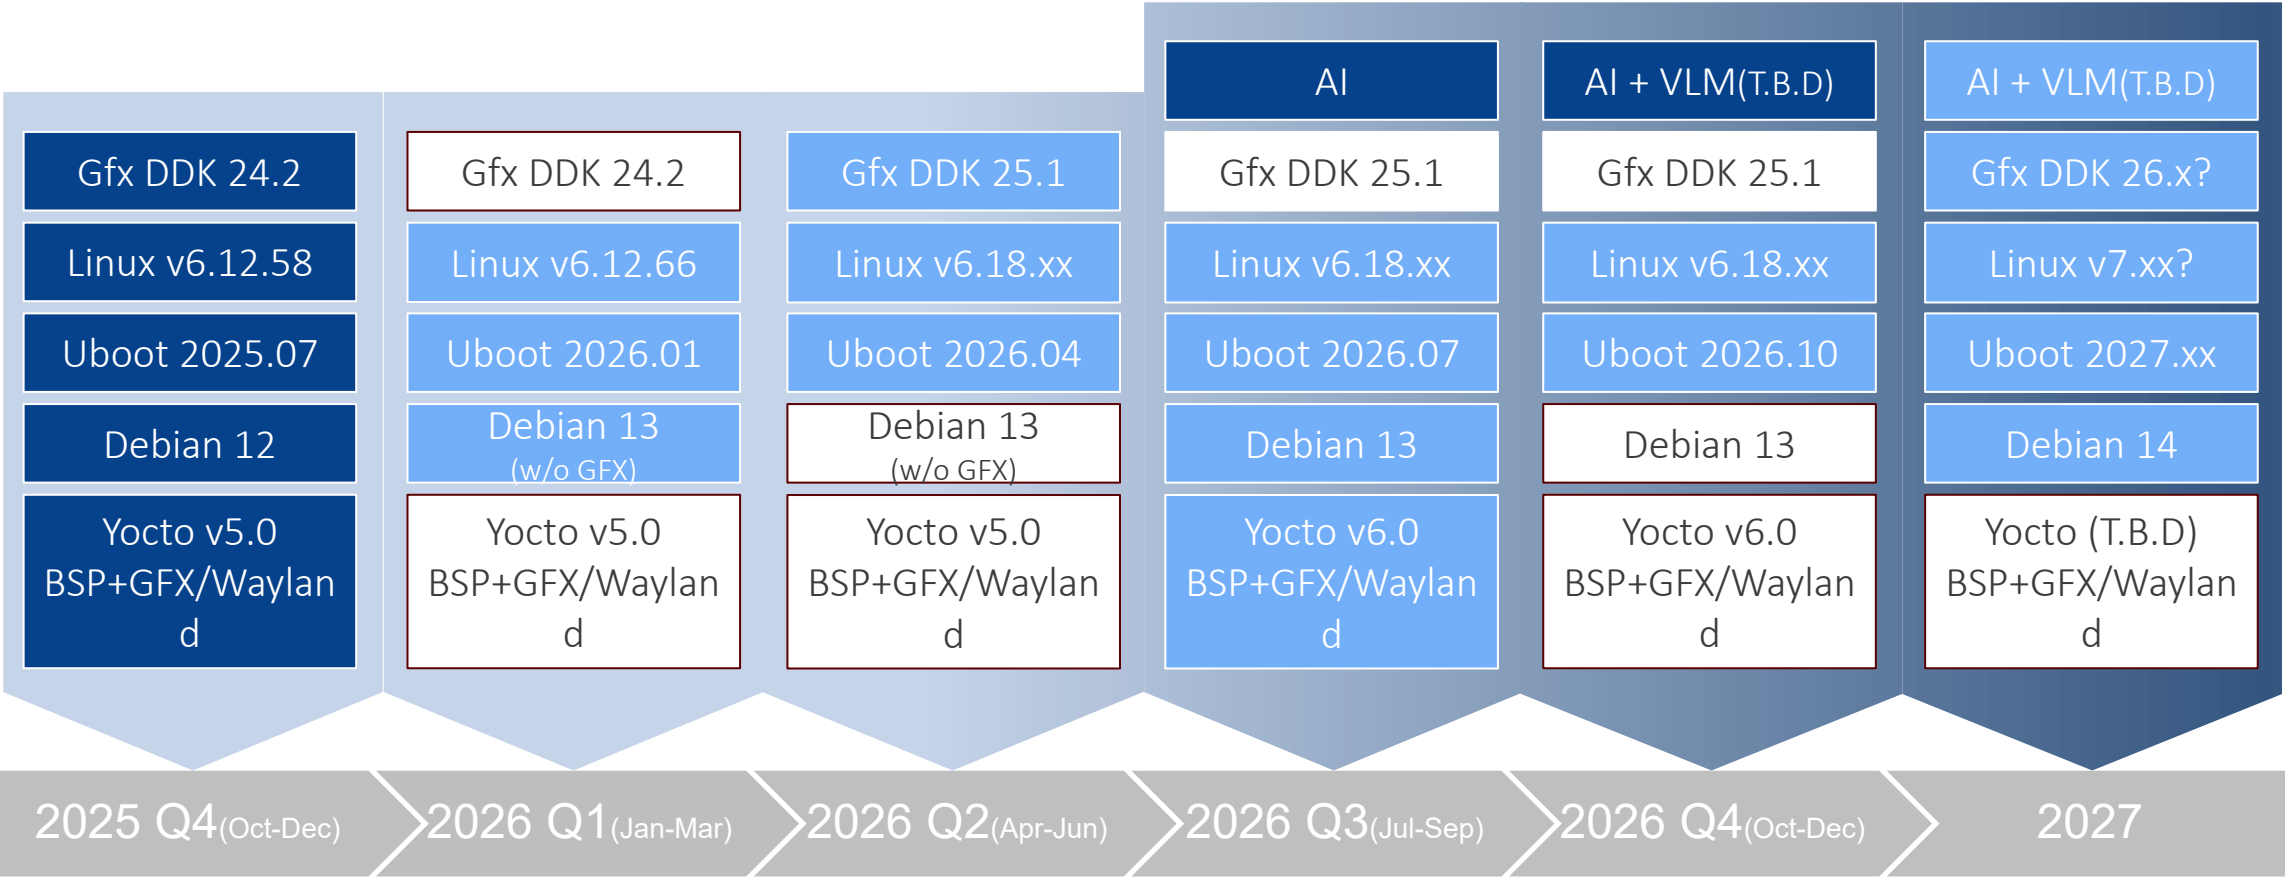 AI
AI + VLM(T.B.D)
AI + VLM(T.B.D)
Gfx DDK 24.2
Gfx DDK 24.2
Gfx DDK 25.1
Gfx DDK 25.1
Gfx DDK 25.1
Gfx DDK 26.x?
Linux v6.12.58
Linux v6.12.66
Linux v6.18.xx
Linux v6.18.xx
Linux v6.18.xx
Linux v7.xx?
Uboot 2025.07
Uboot 2026.01
Uboot 2026.04
Uboot 2026.07
Uboot 2026.10
Uboot 2027.xx
Debian 12
Debian 13
(w/o GFX)
Debian 13
(w/o GFX)
Debian 13
Debian 13
Debian 14
Yocto v5.0
BSP+GFX/Waylan
d
Yocto v5.0
BSP+GFX/Waylan
d
Yocto v5.0
BSP+GFX/Waylan
d
Yocto v6.0
BSP+GFX/Waylan
d
Yocto v6.0
BSP+GFX/Waylan
d
Yocto (T.B.D)
BSP+GFX/Waylan
d
2025 Q4(Oct-Dec)
2026 Q1(Jan-Mar)
2026 Q2(Apr-Jun)
2026 Q3(Jul-Sep)
2026 Q4(Oct-Dec)
2027